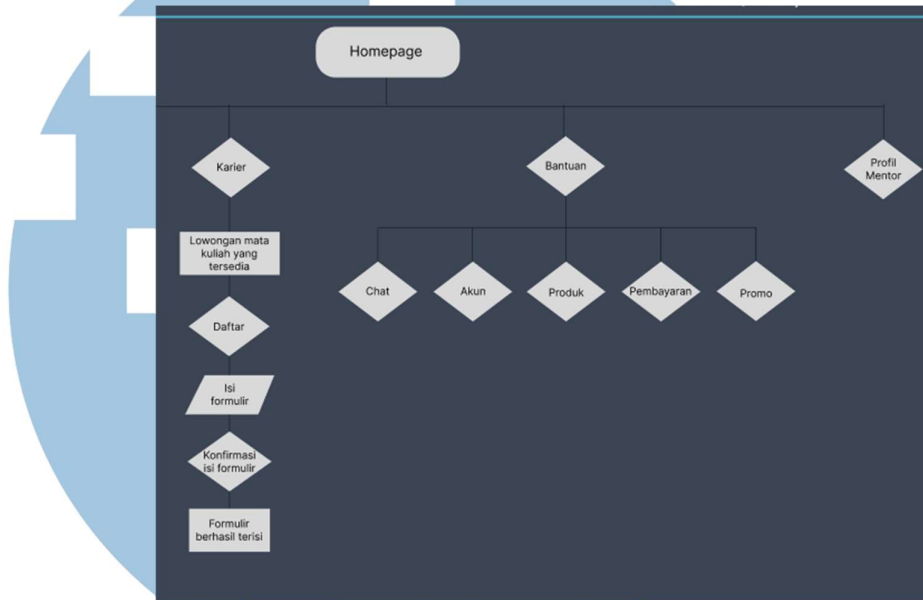 Homepage
Karier
Bantuan
Profil
Mentor
Lowongan mata
kuliah yang
tersedia
Chat
Akun
Produk
Pembayaran
Promo
Daftar
Isi
formulir
Konfirmasi
isi formulir
Formulir
berhasil terisi